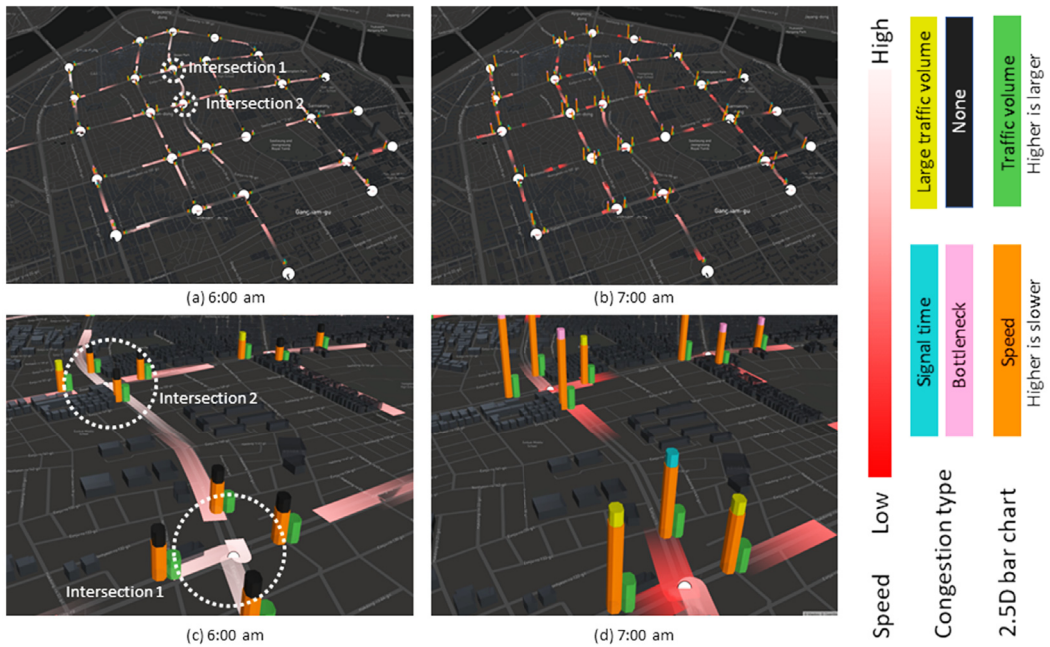 Intersection 1
Intersection 2
Gangnam-gu
Gangnam-gu
(a) 6:00 am
(b) 7:00 am
Intersection 2
Intersection 1
(c) 6:00 am
(d) 7:00 am
Speed
Low
High
Congestion type
Signal time
Large traffic volume
Bottleneck
None
2.5D bar chart
Speed
Higher is slower
Traffic volume
Higher is larger